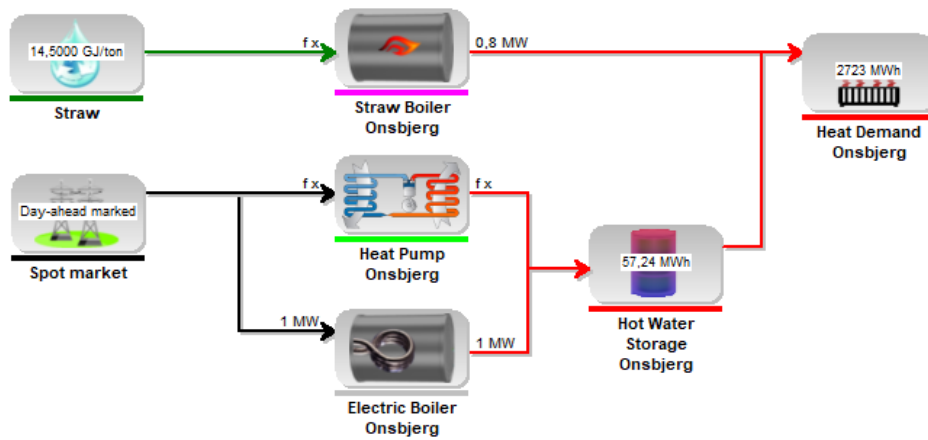 14,5000 GJ/ton
f x
0,8 MW
Straw
Straw Boiler
Onsbjerg
2723 MWh
Heat Demand
Onsbjerg
Day-ahead marked
f x
f x
Spot market
Heat Pump
Onsbjerg
57,24 MWh
Hot Water
Storage
Onsbjerg
1 MW
1 MW
Electric Boiler
Onsbjerg